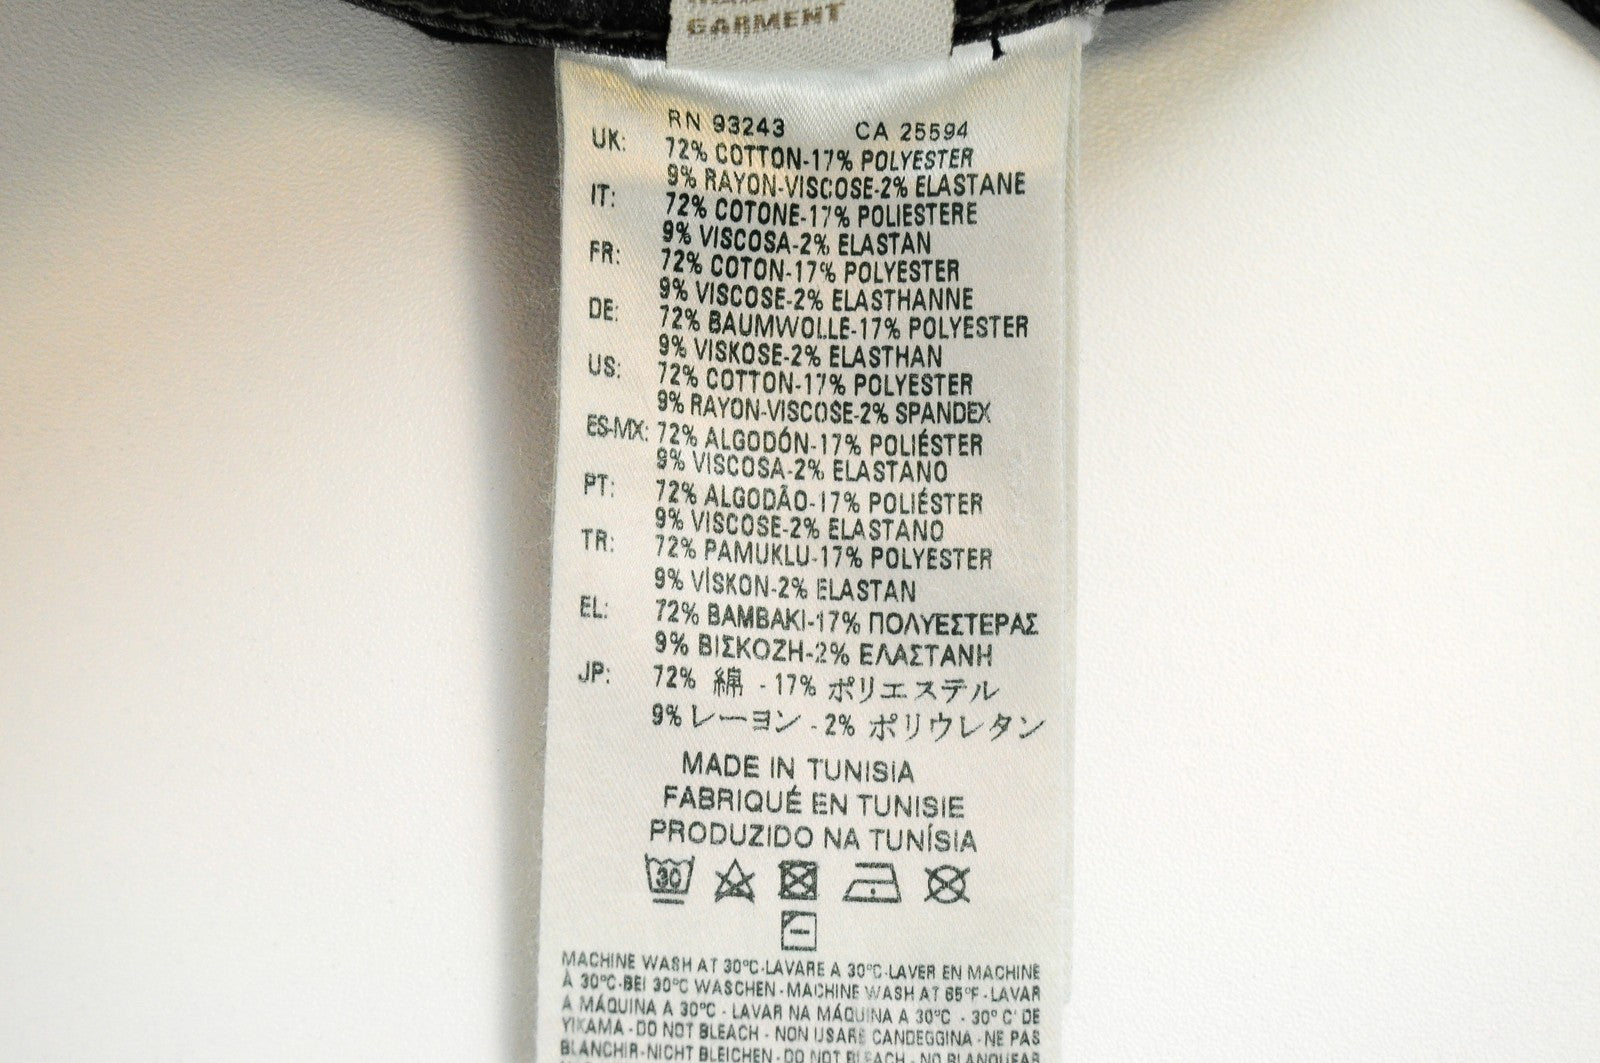 GARMENT
RN 93243 CA 25594
UK: 72% COTTON-17% POLYESTER
9% RAYON-VISCOSE-2% ELASTANE
IT: 72% COTONE-17% POLIESTERE
9% VISCOSA-2% ELASTAN
FR: 72% COTON-17% POLYESTER
9% VISCOSE-2% ELASTHANNE
DE: 72% BAUMWOLLE-17% POLYESTER
9% VISKOSE-2% ELASTHAN
US: 72% COTTON-17% POLYESTER
9% RAYON-VISCOSE-2% SPANDEX
ES-MX: 72% ALGODÓN-17% POLIÉSTER
9% VISCOSA-2% ELASTANO
PT: 72% ALGODÃO-17% POLIÉSTER
9% VISCOSE-2% ELASTANO
TR: 72% PAMUKLU-17% POLYESTER
9% VİSKON-2% ELASTAN
EL: 72% BAMBAKI-17% ΠΟΛΥΕΣΤΕΡΑΣ
9% ΒΙΣΚΟΖΗ-2% ΕΛΑΣΤΑΝΗ
JP: 72% 綿 - 17% ポリエステル
9% レーヨン - 2% ポリウレタン
MADE IN TUNISIA
FABRIQUÉ EN TUNISIE
PRODUZIDO NA TUNÍSIA
30
MACHINE WASH AT 30°C-LAVARE A 30°C-LAVER EN MACHINE
À 30°C-BEI 30°C WASCHEN-MACHINE WASH AT 65°F-LAVAR
A MÁQUINA A 30°C - LAVAR NA MÁQUINA A 30°C - 30° C' DE
YIKAMA-DO NOT BLEACH - NON USARE CANDEGGINA-NE PAS
BLANCHIR-NICHT BLEICHEN-DO NOT BLEACH-NO BLANQUEAR